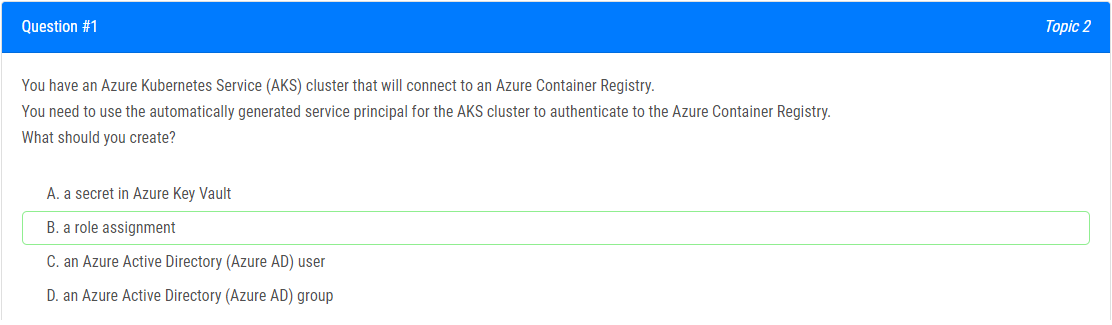 Question #1
Topic 2
You have an Azure Kubernetes Service (AKS) cluster that will connect to an Azure Container Registry.
You need to use the automatically generated service principal for the AKS cluster to authenticate to the Azure Container Registry.
What should you create?
A. a secret in Azure Key Vault
B. a role assignment
C. an Azure Active Directory (Azure AD) user
D. an Azure Active Directory (Azure AD) group